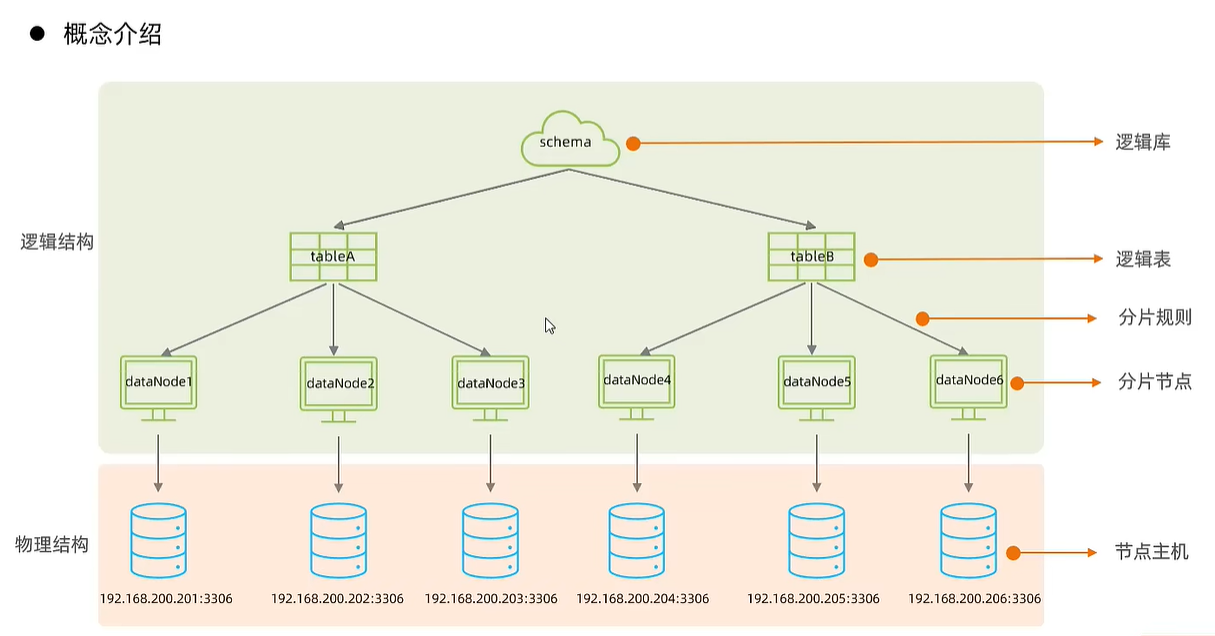 ● 概念介绍
schema
逻辑库
逻辑结构
tableA
tableB
逻辑表
分片规则
dataNode1
dataNode2
dataNode3
dataNode4
dataNode5
dataNode6
分片节点
物理结构
节点主机
192.168.200.201:3306
192.168.200.202:3306
192.168.200.203:3306
192.168.200.204:3306
192.168.200.205:3306
192.168.200.206:3306